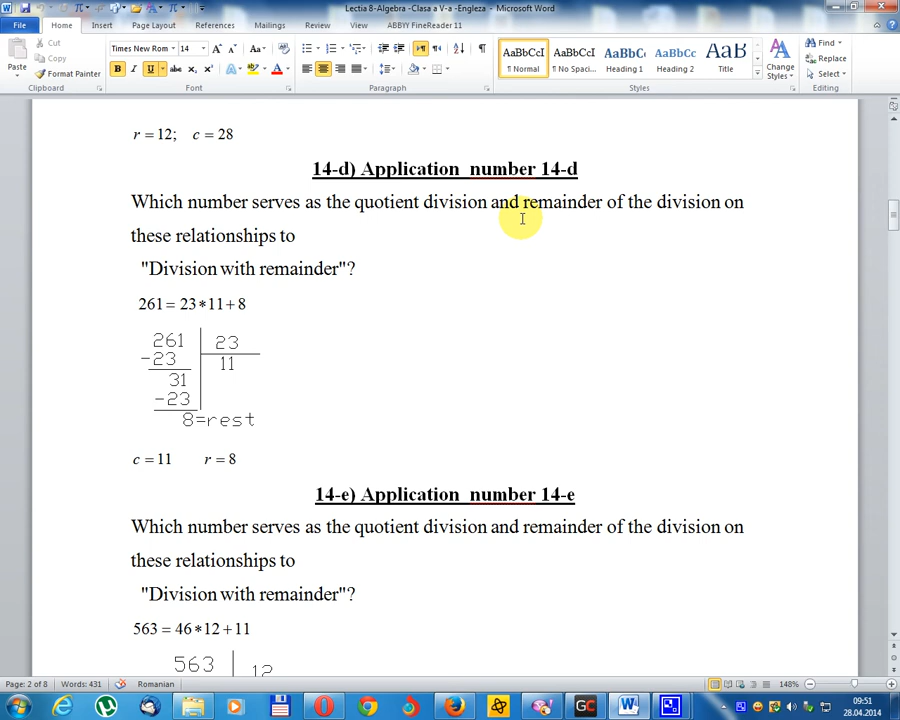 Lectia 8-Algebra -Clasa a V-a -Engleza - Microsoft Word
File Home Insert Page Layout References Mailings Review View ABBYY FineReader 11
Paste
Cut
Copy
Format Painter
Clipboard
Times New Rom 14
B I U abc x₂ x²
Font
Paragraph
AaBbCcI AaBbCcI AaBbC AaBbCc AaB
¶ Normal ¶ No Spaci... Heading 1 Heading 2 Title
Styles
Change Styles
Find
Replace
Select
Editing
r = 12; c = 28
14-d) Application number 14-d
Which number serves as the quotient division and remainder of the division on
these relationships to
"Division with remainder"?
261 = 23*11+8
261 23
-23 11
31
-23
8=rest
c = 11 r = 8
14-e) Application number 14-e
Which number serves as the quotient division and remainder of the division on
these relationships to
"Division with remainder"?
563 = 46*12+11
563 12
Page: 2 of 8 Words: 431 Romanian 148%
09:51
28.04.2014